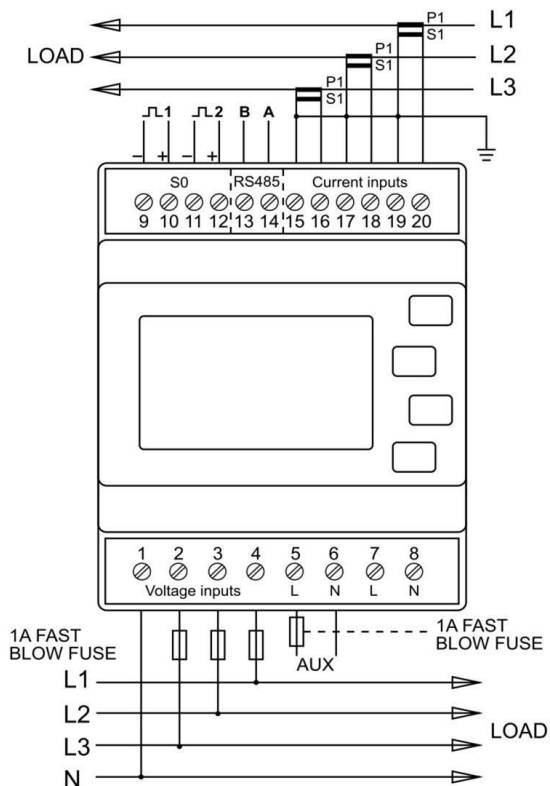 P1 L1
S1
LOAD P1 L2
S1
P1 L3
S1
1 2 B A
– + – +
S0 RS485 Current inputs
9 10 11 12 13 14 15 16 17 18 19 20
1 2 3 4 5 6 7 8
Voltage inputs L N L N
1A FAST
BLOW FUSE
1A FAST
BLOW FUSE
AUX
L1
L2
LOAD
L3
N